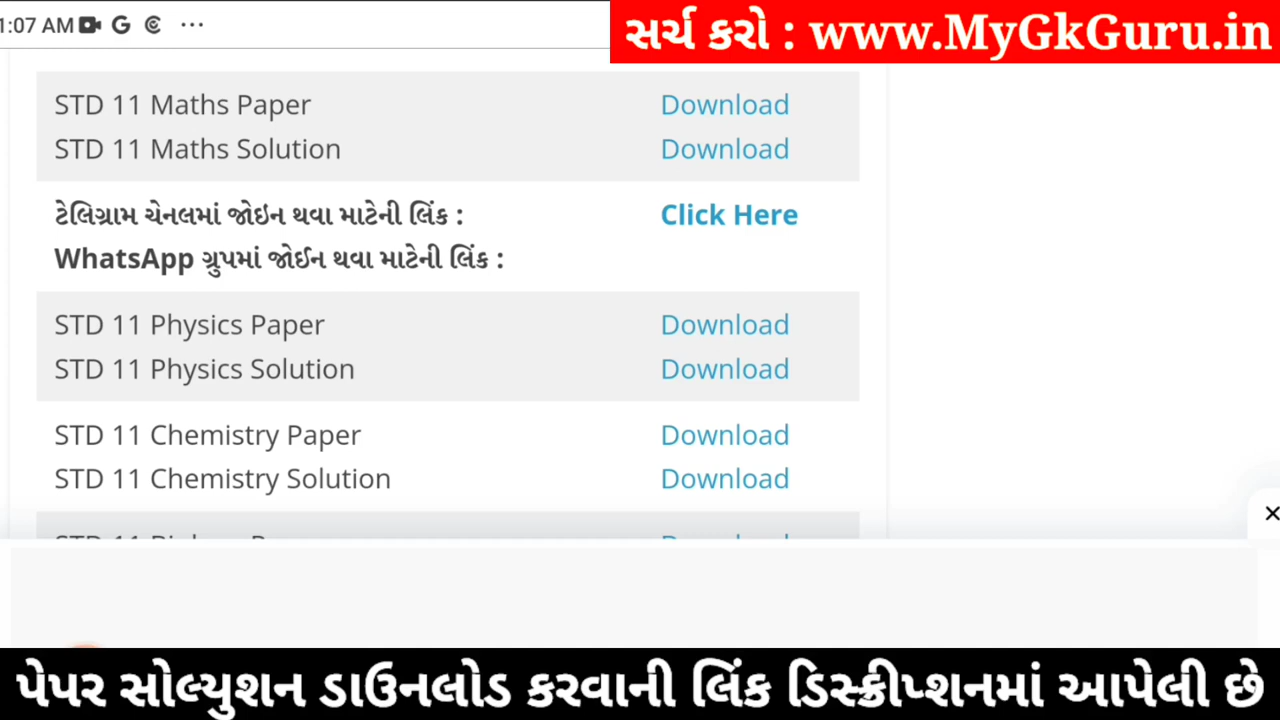 1:07 AM G ...
સર્ચ કરો : www.MyGkGuru.in
STD 11 Maths Paper Download
STD 11 Maths Solution Download
ટેલિગ્રામ ચેનલમાં જોઇન થવા માટેની લિંક : Click Here
WhatsApp ગ્રુપમાં જોઈન થવા માટેની લિંક :
STD 11 Physics Paper Download
STD 11 Physics Solution Download
STD 11 Chemistry Paper Download
STD 11 Chemistry Solution Download
પેપર સોલ્યુશન ડાઉનલોડ કરવાની લિંક ડિસ્ક્રીપ્શનમાં આપેલી છે